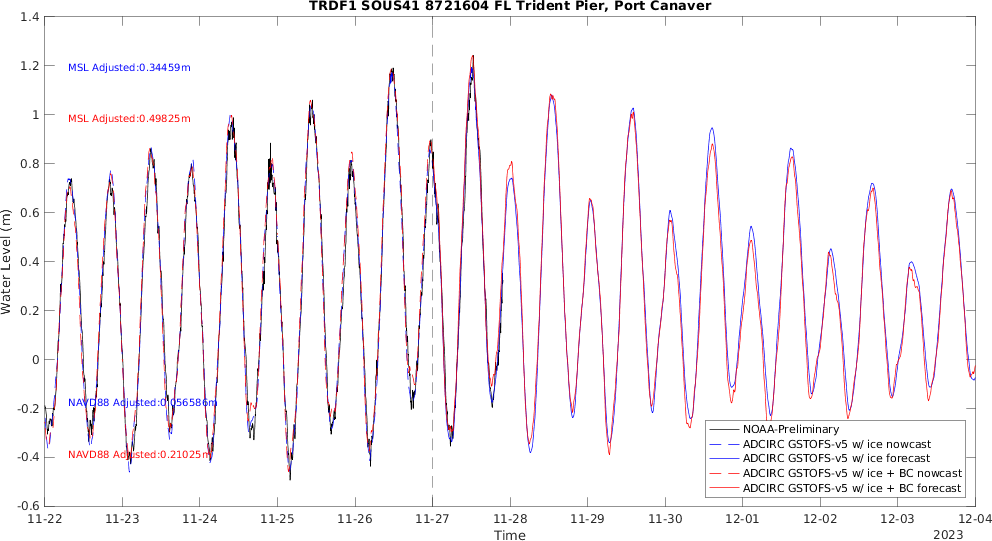 TRDF1 SOUS41 8721604 FL Trident Pier, Port Canaver
1.4
1.2
1
0.8
0.6
0.4
0.2
0
-0.2
-0.4
-0.6
Water Level (m)
MSL Adjusted:0.34459m
MSL Adjusted:0.49825m
NAVD88 Adjusted:0.056586m
NAVD88 Adjusted:0.21025m
NOAA-Preliminary
ADCIRC GSTOFS-v5 w/ ice nowcast
ADCIRC GSTOFS-v5 w/ ice forecast
ADCIRC GSTOFS-v5 w/ ice + BC nowcast
ADCIRC GSTOFS-v5 w/ ice + BC forecast
11-22 11-23 11-24 11-25 11-26 11-27 11-28 11-29 11-30 12-01 12-02 12-03 12-04
Time
2023